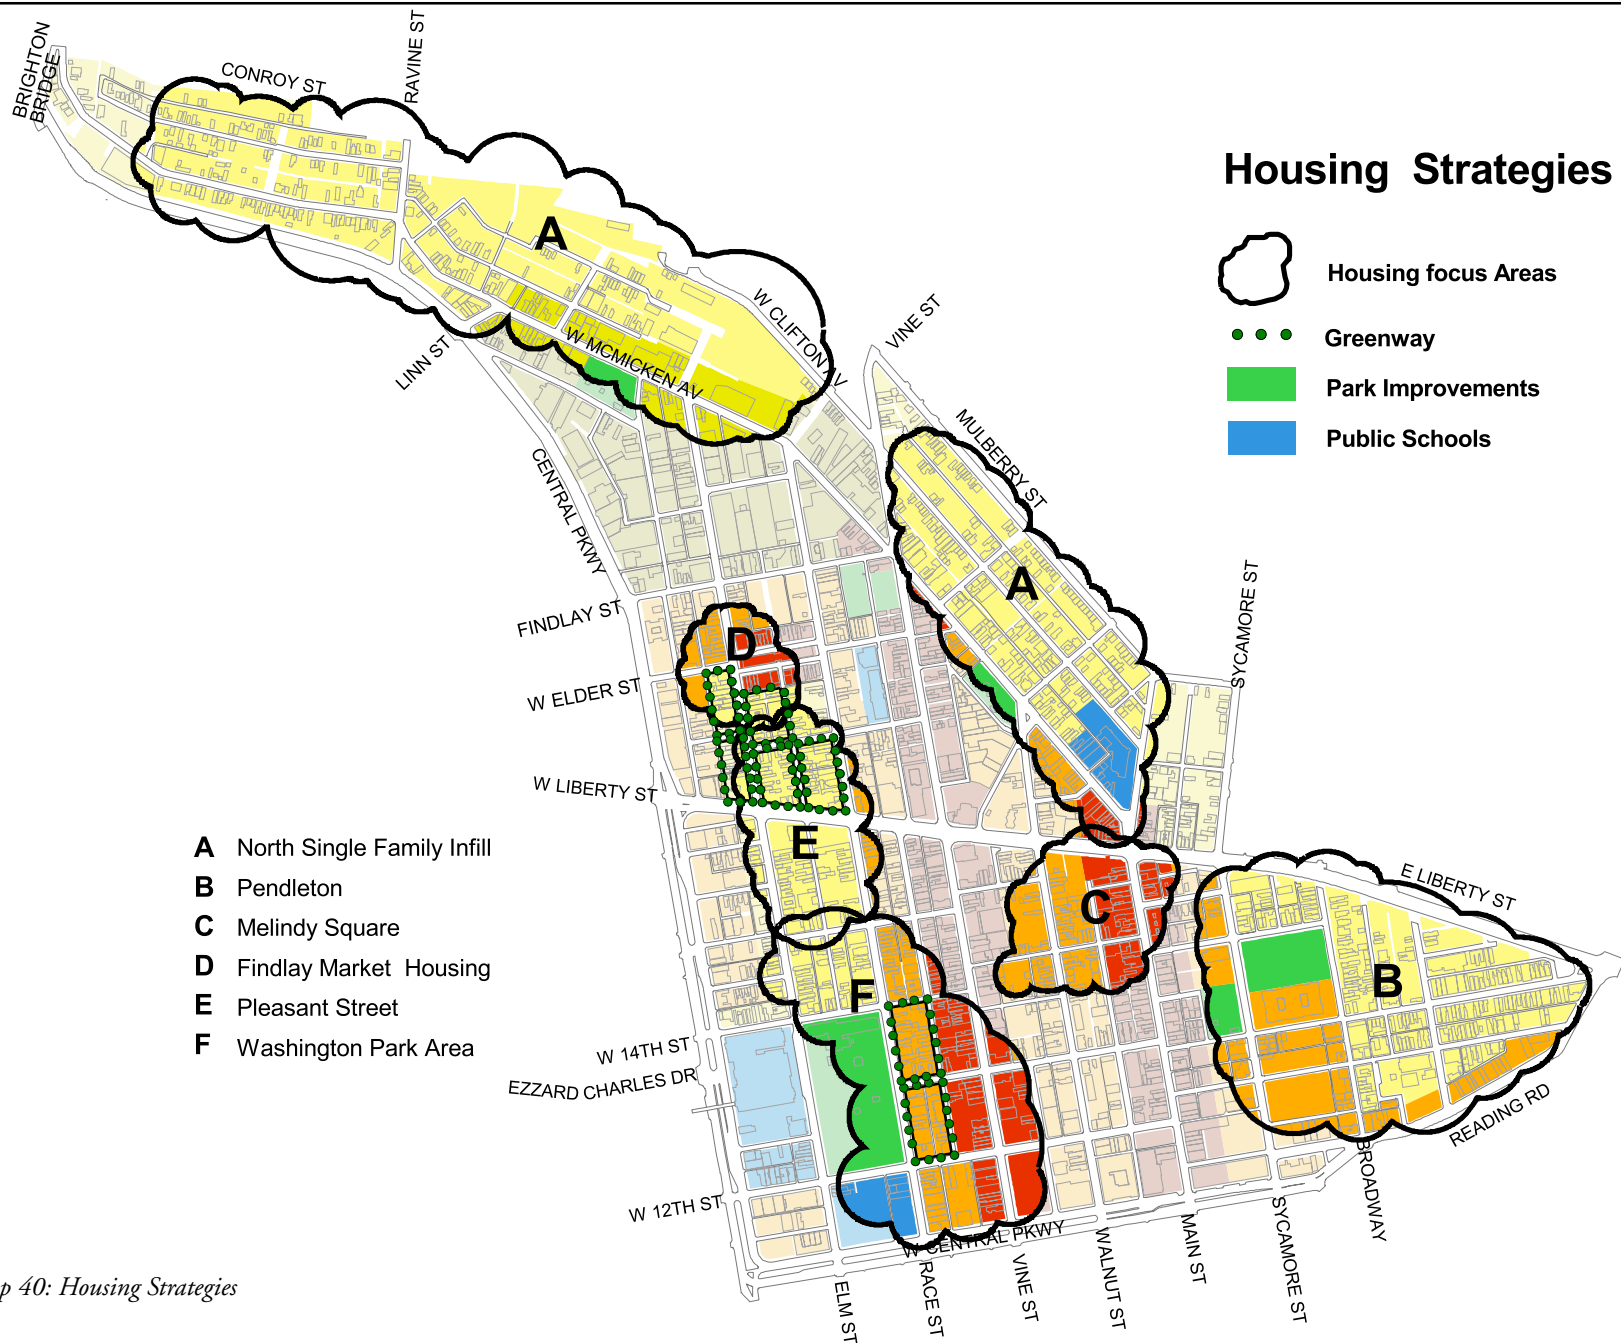 BRIGHTON
BRIDGE
CONROY ST
RAVINE ST
Housing Strategies
Housing focus Areas
Greenway
Park Improvements
Public Schools
A
W CLIFTON AV
VINE ST
W MCMICKEN AV
LINN ST
MULBERRY ST
CENTRAL PKWY
A
SYCAMORE ST
FINDLAY ST
D
W ELDER ST
W LIBERTY ST
E
A North Single Family Infill
B Pendleton
C Melindy Square
D Findlay Market Housing
E Pleasant Street
F Washington Park Area
C
E LIBERTY ST
B
F
W 14TH ST
EZZARD CHARLES DR
READING RD
BROADWAY
W 12TH ST
W CENTRAL PKWY
ELM ST
RACE ST
VINE ST
WALNUT ST
MAIN ST
SYCAMORE ST
p 40: Housing Strategies